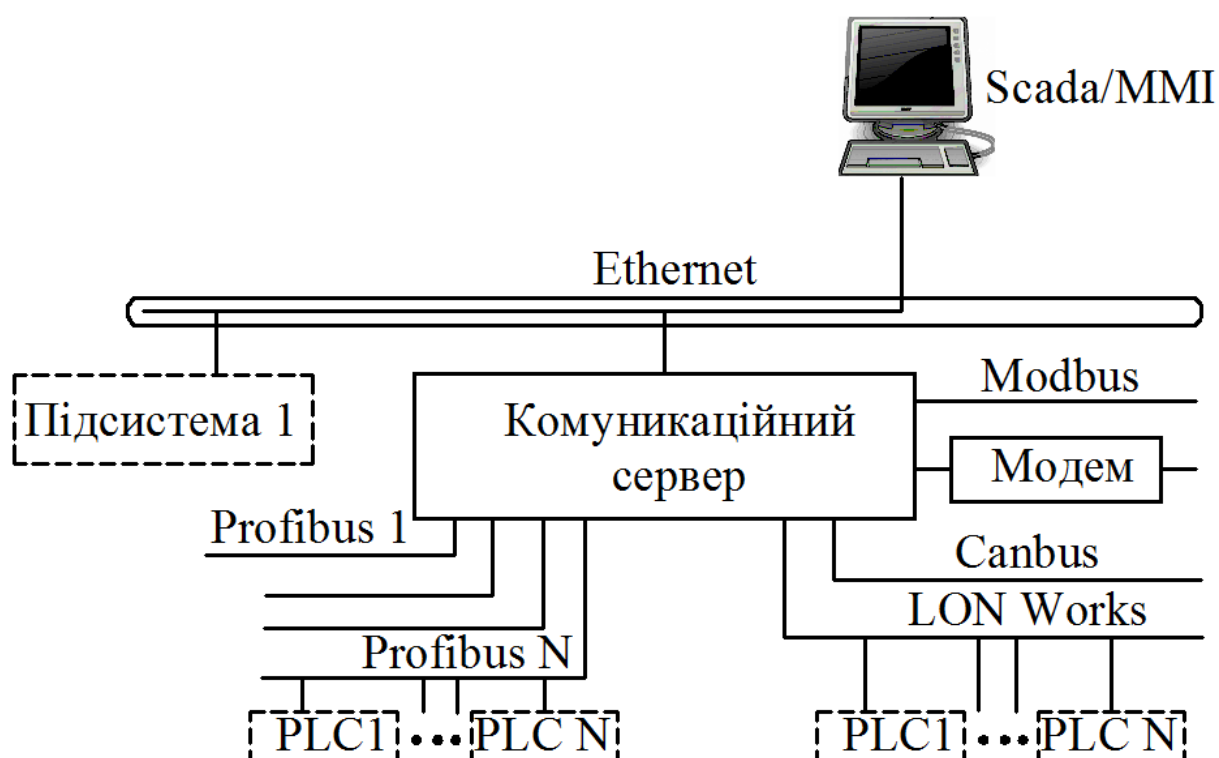 Scada/MMI
Ethernet
Підсистема 1
Комуникаційний
сервер
Modbus
Модем
Profibus 1
Canbus
LON Works
Profibus N
PLC1 ••• PLC N
PLC1 ••• PLC N